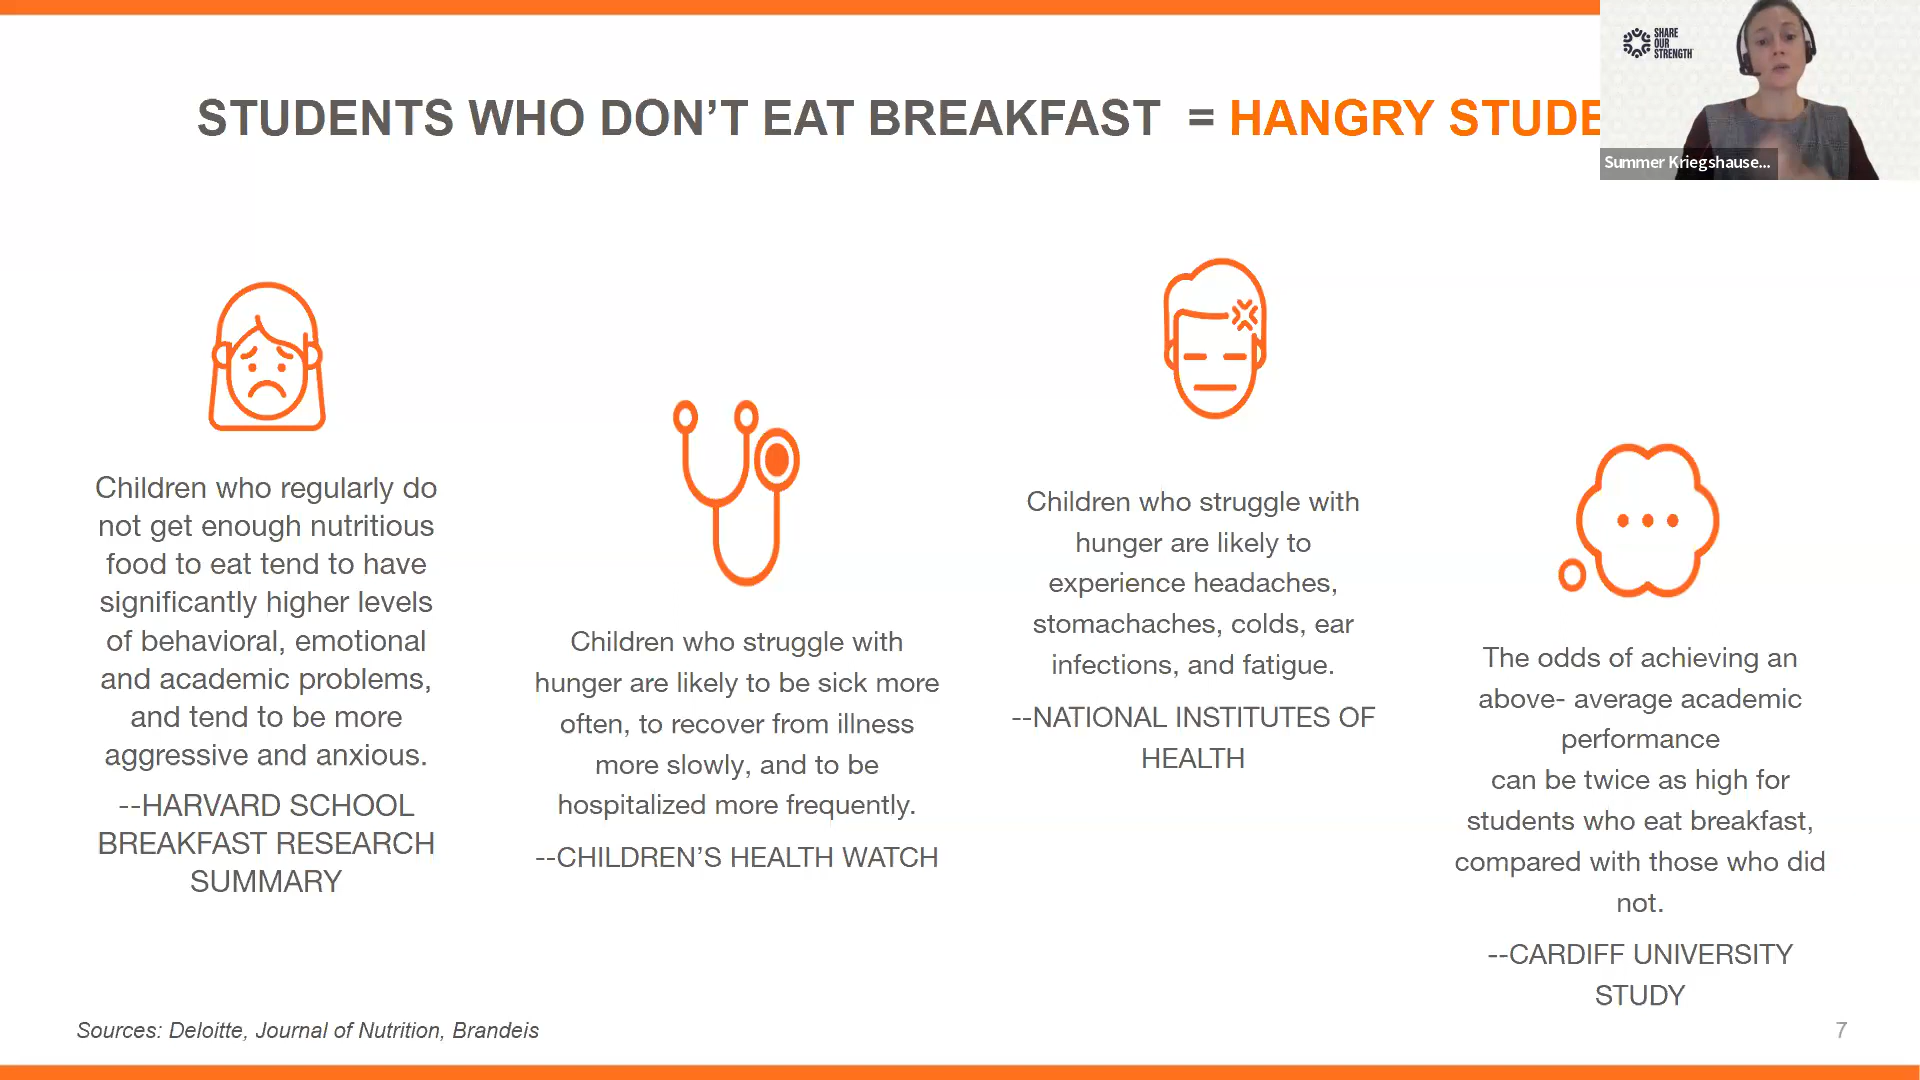 STUDENTS WHO DON’T EAT BREAKFAST = HANGRY STUDE
SHARE
OUR
STRENGTH
Summer Kriegshause...
Children who regularly do
not get enough nutritious
food to eat tend to have
significantly higher levels
of behavioral, emotional
and academic problems,
and tend to be more
aggressive and anxious.
--HARVARD SCHOOL
BREAKFAST RESEARCH
SUMMARY
Children who struggle with
hunger are likely to be sick more
often, to recover from illness
more slowly, and to be
hospitalized more frequently.
--CHILDREN’S HEALTH WATCH
Children who struggle with
hunger are likely to
experience headaches,
stomachaches, colds, ear
infections, and fatigue.
--NATIONAL INSTITUTES OF
HEALTH
The odds of achieving an
above- average academic
performance
can be twice as high for
students who eat breakfast,
compared with those who did
not.
--CARDIFF UNIVERSITY
STUDY
Sources: Deloitte, Journal of Nutrition, Brandeis
7